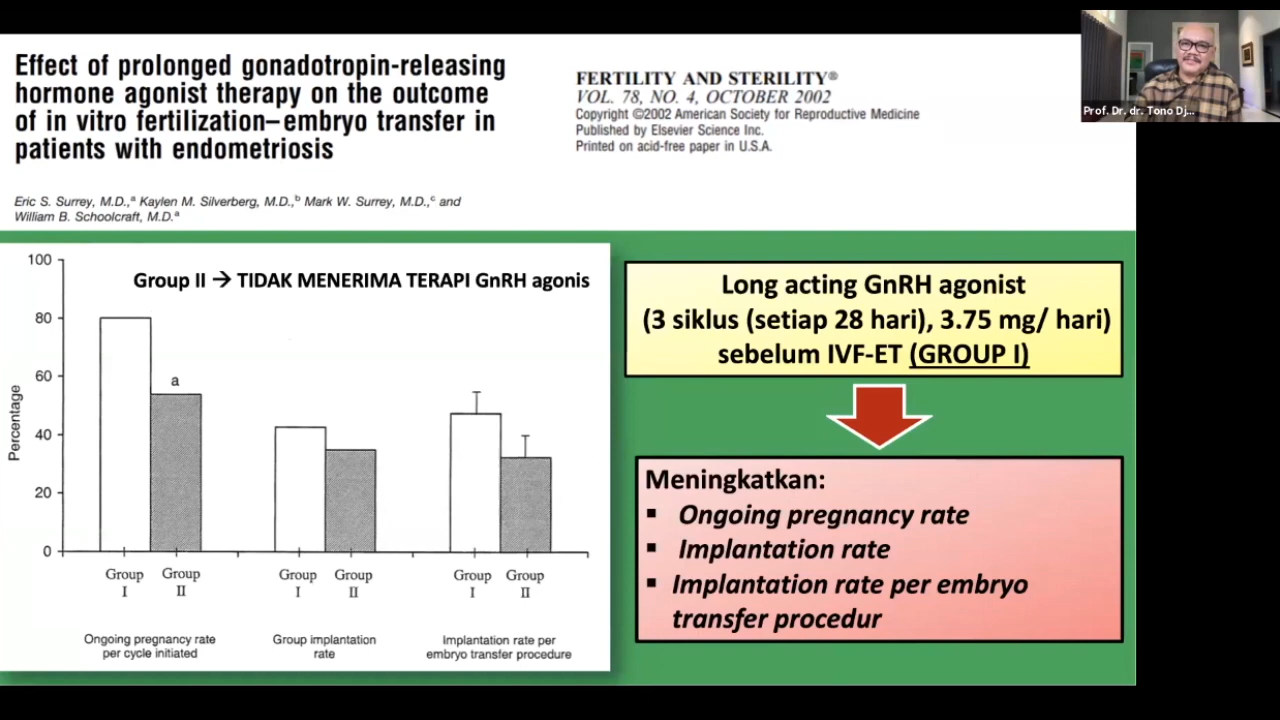 Effect of prolonged gonadotropin-releasing
hormone agonist therapy on the outcome
of in vitro fertilization–embryo transfer in
patients with endometriosis
Eric S. Surrey, M.D.,ᵃ Kaylen M. Silverberg, M.D.,ᵇ Mark W. Surrey, M.D.,ᶜ and
William B. Schoolcraft, M.D.ᵃ
FERTILITY AND STERILITY®
VOL. 78, NO. 4, OCTOBER 2002
Copyright ©2002 American Society for Reproductive Medicine
Published by Elsevier Science Inc.
Printed on acid-free paper in U.S.A.
Prof. Dr. dr. Tono Dj...
Group II → TIDAK MENERIMA TERAPI GnRH agonis
Percentage
100
80
60
40
20
0
a
Group I
Group II
Group I
Group II
Group I
Group II
Ongoing pregnancy rate
per cycle initiated
Group implantation
rate
Implantation rate per
embryo transfer procedure
Long acting GnRH agonist
(3 siklus (setiap 28 hari), 3.75 mg/ hari)
sebelum IVF-ET (GROUP I)
Meningkatkan:
▪ Ongoing pregnancy rate
▪ Implantation rate
▪ Implantation rate per embryo
transfer procedur